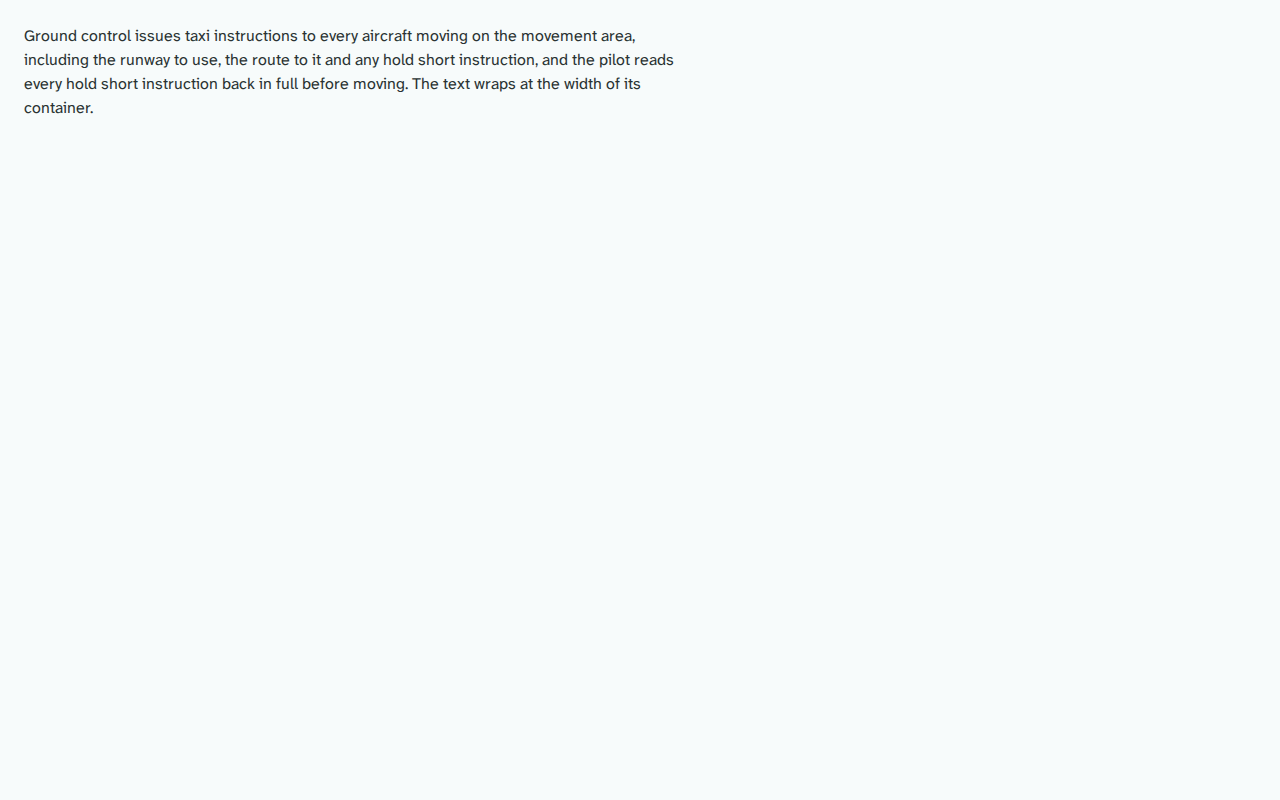 Ground control issues taxi instructions to every aircraft moving on the movement area,
including the runway to use, the route to it and any hold short instruction, and the pilot reads
every hold short instruction back in full before moving. The text wraps at the width of its
container.